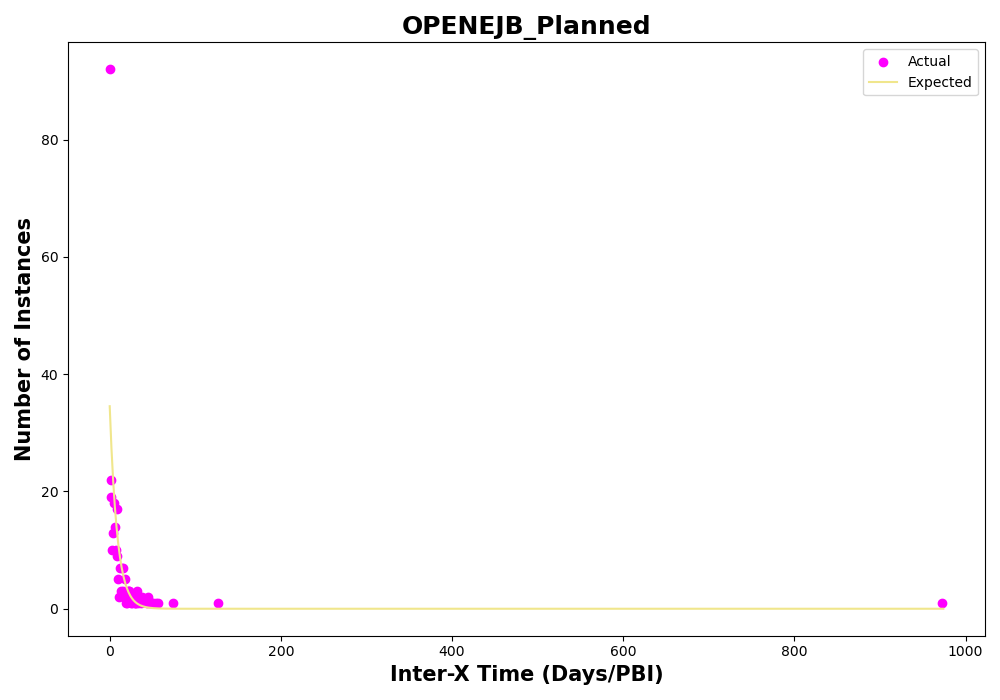 OPENEJB_Planned
Actual
Expected
Number of Instances
80
60
40
20
0
0
200
400
600
800
1000
Inter-X Time (Days/PBI)